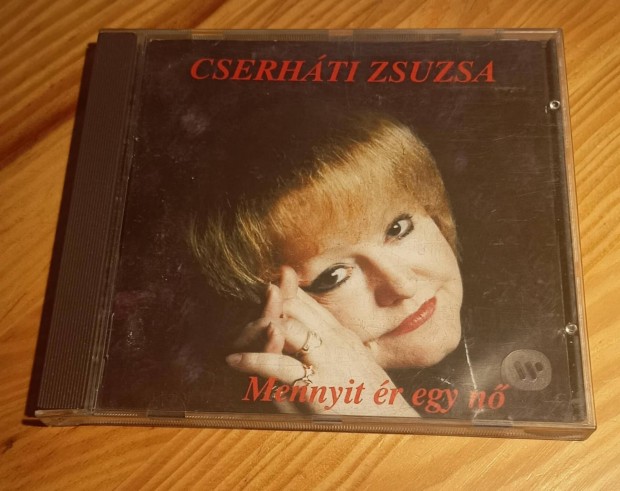 CSERHÁTI ZSUZSA
Mennyit ér egy nő